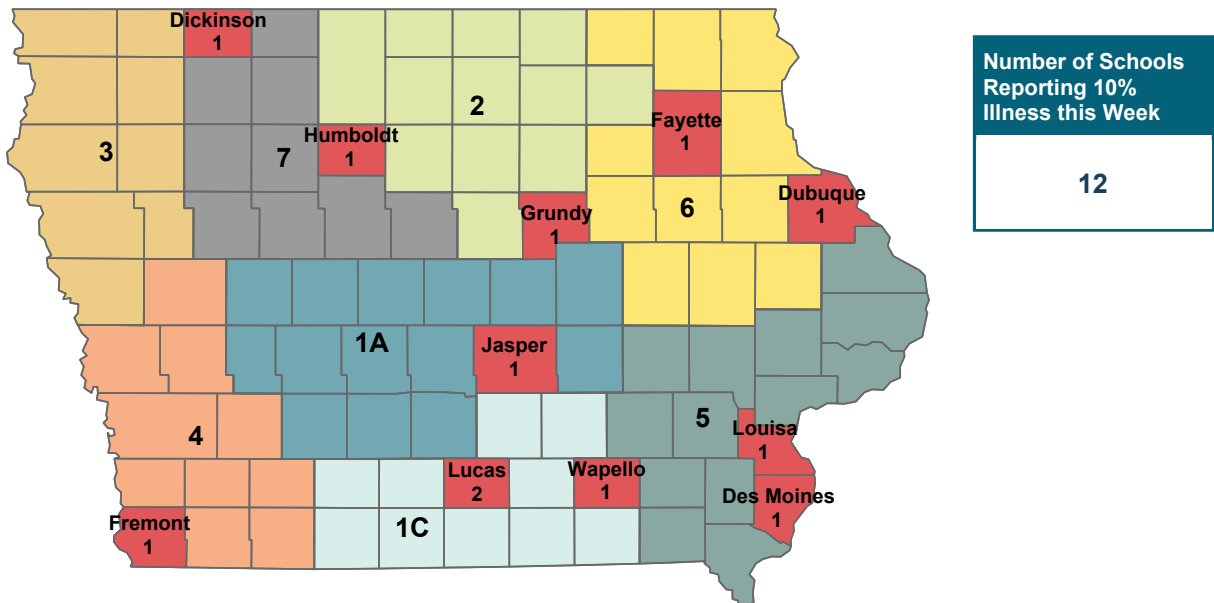 Dickinson
1
2
Number of Schools
Reporting 10%
Illness this Week
12
Fayette
1
Humboldt
1
3
7
Dubuque
1
Grundy
1
6
1A
Jasper
1
4
5
Louisa
1
Lucas
2
Wapello
1
Des Moines
1
Fremont
1
1C